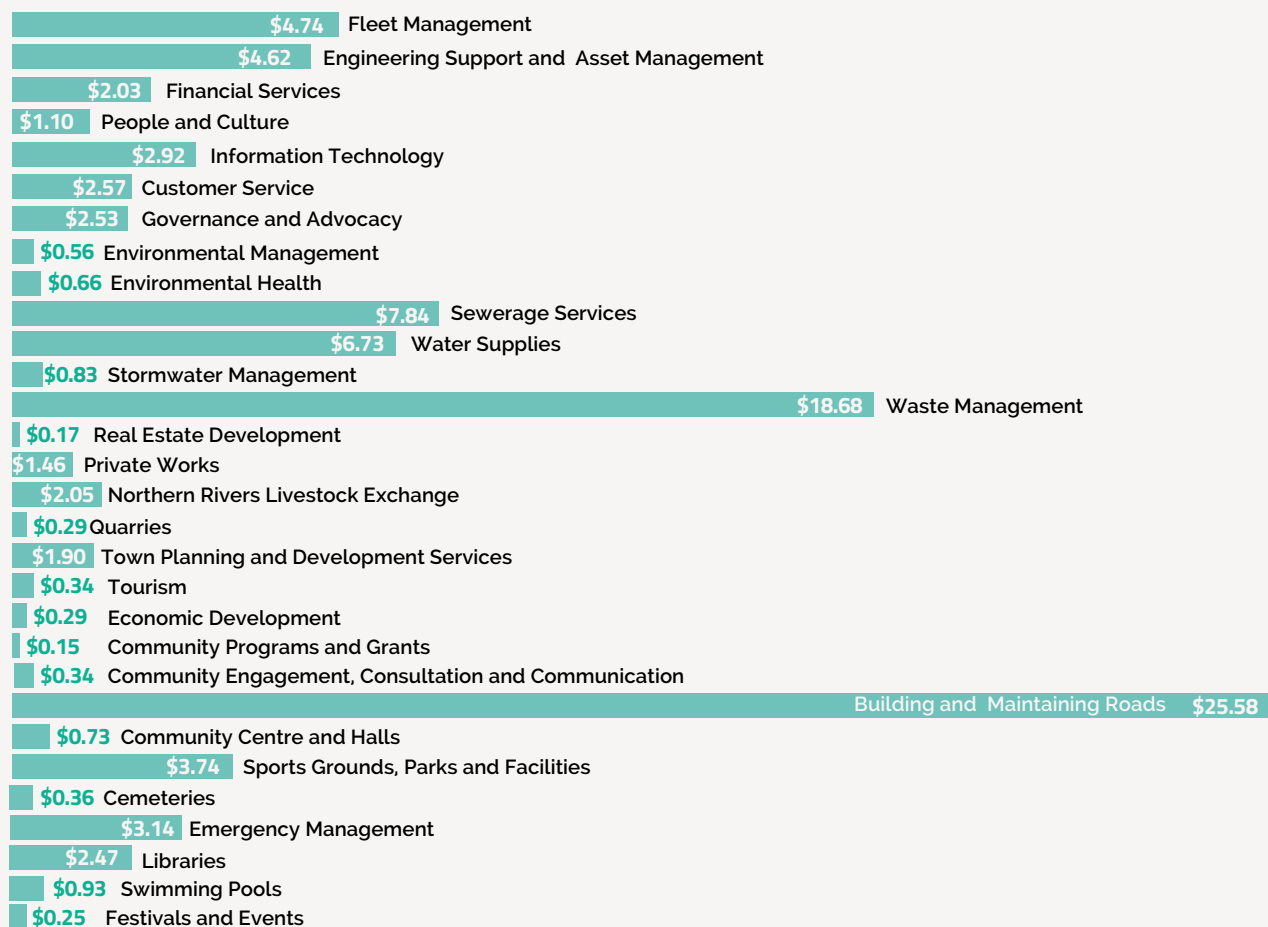 $4.74 Fleet Management
$4.62 Engineering Support and Asset Management
$2.03 Financial Services
$1.10 People and Culture
$2.92 Information Technology
$2.57 Customer Service
$2.53 Governance and Advocacy
$0.56 Environmental Management
$0.66 Environmental Health
$7.84 Sewerage Services
$6.73 Water Supplies
$0.83 Stormwater Management
$18.68 Waste Management
$0.17 Real Estate Development
$1.46 Private Works
$2.05 Northern Rivers Livestock Exchange
$0.29 Quarries
$1.90 Town Planning and Development Services
$0.34 Tourism
$0.29 Economic Development
$0.15 Community Programs and Grants
$0.34 Community Engagement, Consultation and Communication
Building and Maintaining Roads $25.58
$0.73 Community Centre and Halls
$3.74 Sports Grounds, Parks and Facilities
$0.36 Cemeteries
$3.14 Emergency Management
$2.47 Libraries
$0.93 Swimming Pools
$0.25 Festivals and Events